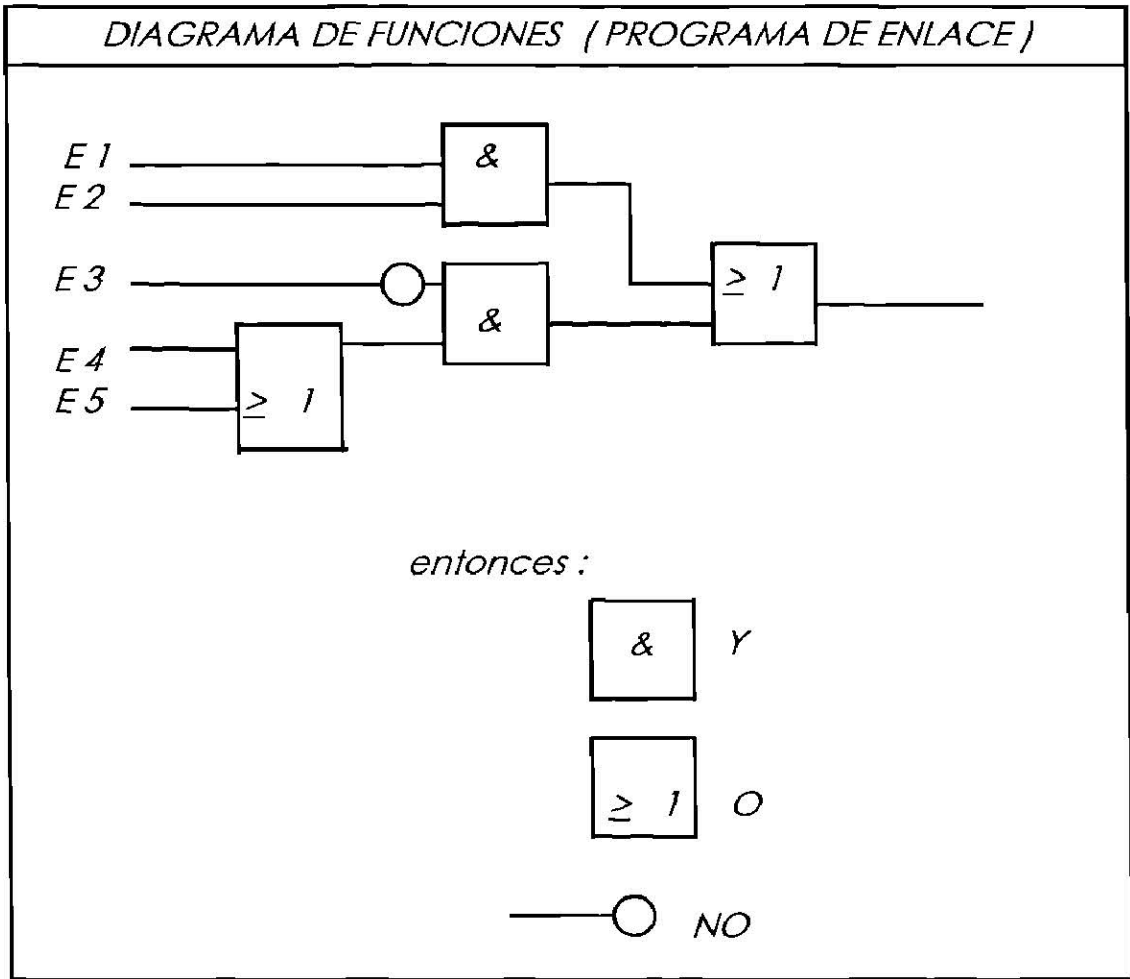 DIAGRAMA DE FUNCIONES ( PROGRAMA DE ENLACE )
E 1
&
E 2
E 3
≥ 1
&
E 4
E 5
≥ 1
entonces :
& Y
≥ 1 O
NO